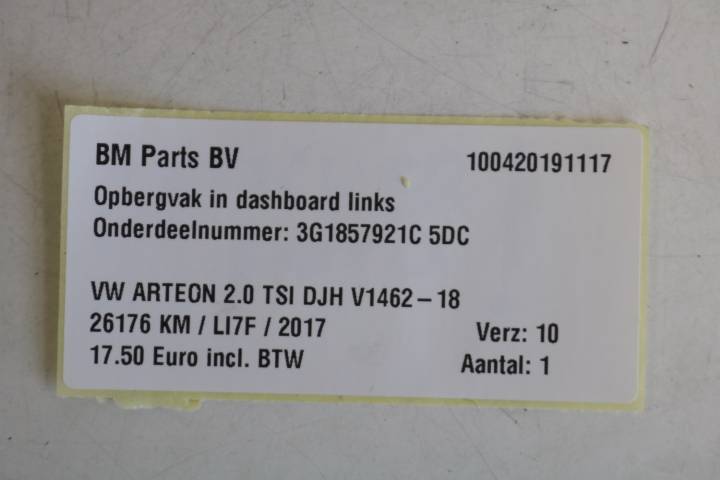 BM Parts BV 100420191117
Opbergvak in dashboard links
Onderdeelnummer: 3G1857921C 5DC
VW ARTEON 2.0 TSI DJH V1462-18
26176 KM / LI7F / 2017 Verz: 10
17.50 Euro incl. BTW Aantal: 1